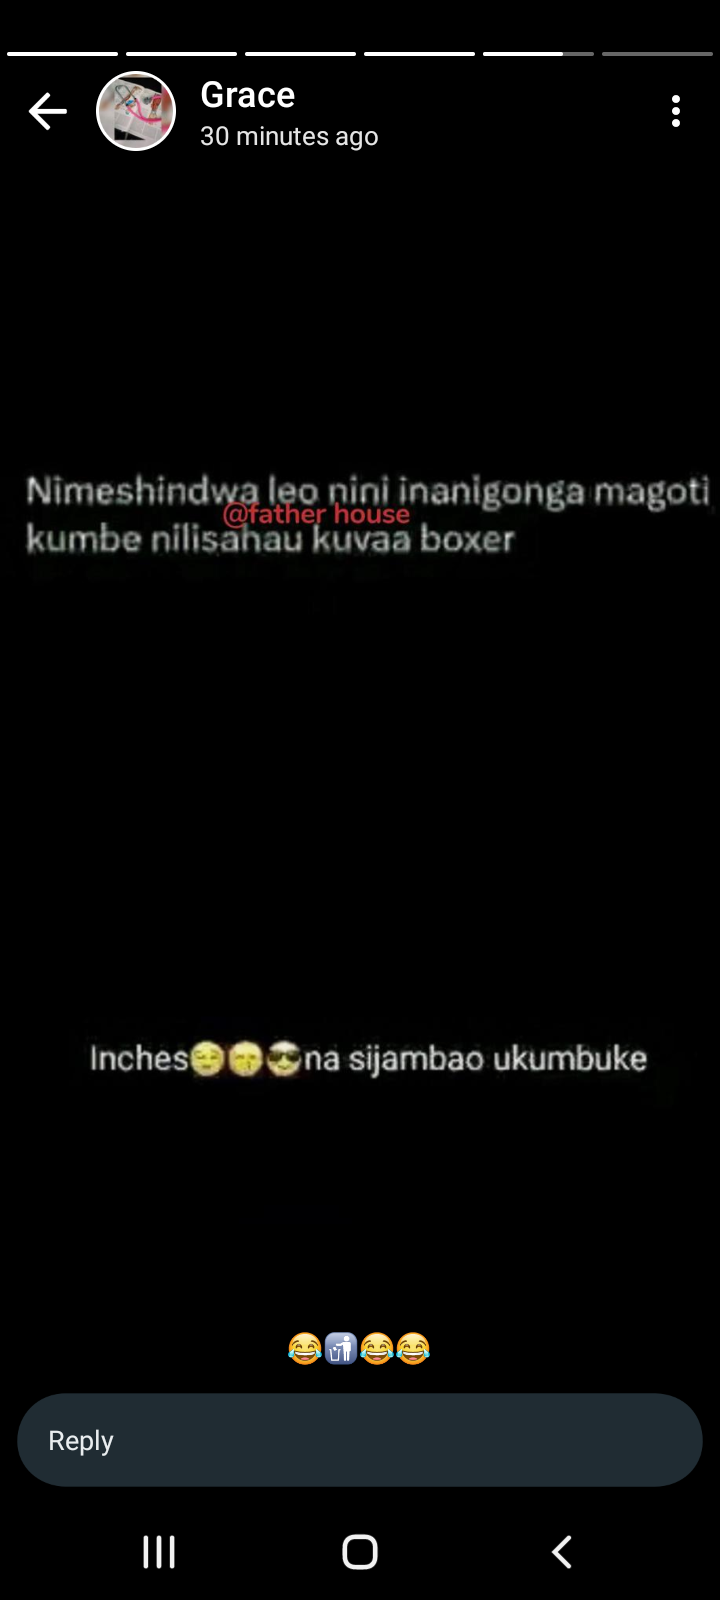 Grace
30 minutes ago
Nimeshindwa leo nini inanigonga magoti
@father house
kumbe nilisahau kuvaa boxer
Inches😌😙😎na sijambao ukumbuke
😂🚮😂😂
Reply